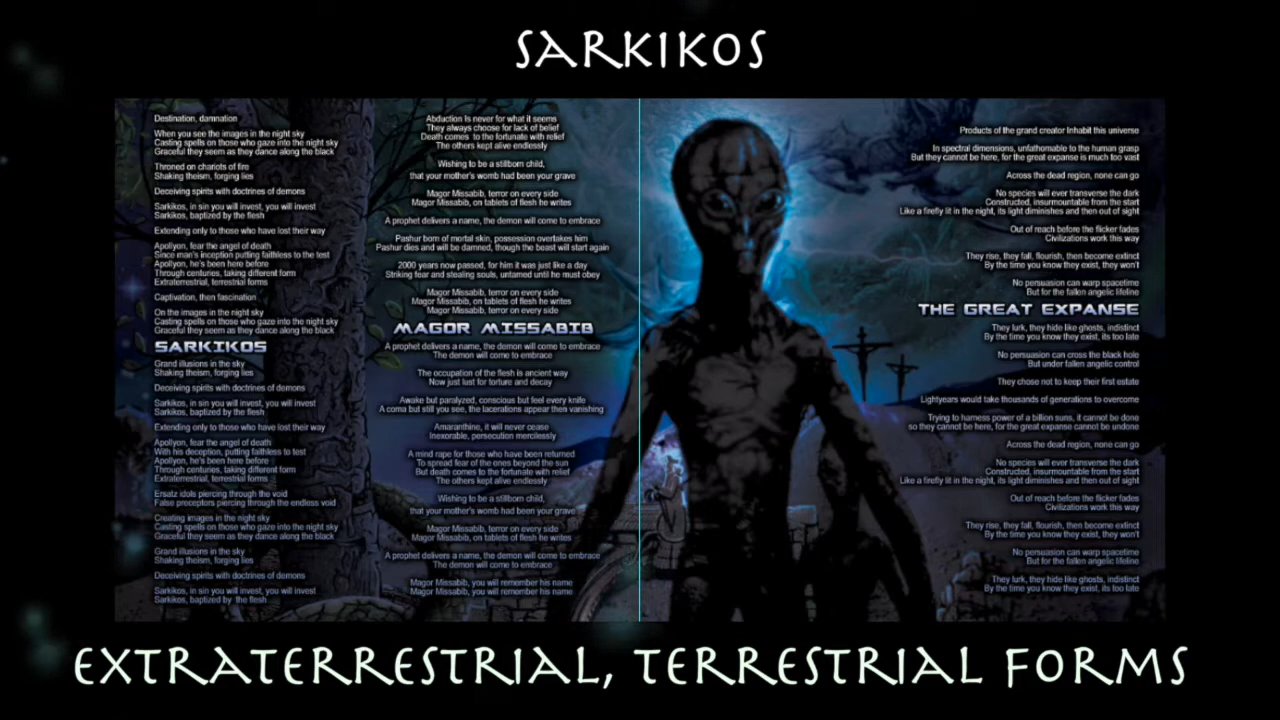 SARKIKOS
Destination, damnation
When you see the images in the night sky
Casting spells on those who gaze into the night sky
Graceful they seem as they dance along the black
Throned on chariots of fire
Shaking theism, forging lies
Deceiving spirits with doctrines of demons
Sarkikos, in sin you will invest, you will invest
Sarkikos, baptized by the flesh
Extending only to those who have lost their way
Apollyon, fear the angel of death
Since man's inception putting faithless to the test
Apollyon, he's been here before
Through centuries, taking different form
Extraterrestrial, terrestrial forms
Captivation, then fascination
On the images in the night sky
Casting spells on those who gaze into the night sky
Graceful they seem as they dance along the black
SARKIKOS
Grand illusions in the sky
Shaking theism, forging lies
Deceiving spirits with doctrines of demons
Sarkikos, in sin you will invest, you will invest
Sarkikos, baptized by the flesh
Extending only to those who have lost their way
Apollyon, fear the angel of death
With his deception, putting faithless to test
Apollyon, he's been here before
Through centuries, taking different form
Extraterrestrial, terrestrial forms
Ersatz idols piercing through the void
False preceptors piercing through the endless void
Creating images in the night sky
Casting spells on those who gaze into the night sky
Graceful they seem as they dance along the black
Grand illusions in the sky
Shaking theism, forging lies
Deceiving spirits with doctrines of demons
Sarkikos, in sin you will invest, you will invest
Sarkikos, baptized by the flesh
Abduction Is never for what it seems
They always choose for lack of belief
Death comes to the fortunate with relief
The others kept alive endlessly
Wishing to be a stillborn child,
that your mother's womb had been your grave
Magor Missabib, terror on every side
Magor Missabib, on tablets of flesh he writes
A prophet delivers a name, the demon will come to embrace
Pashur born of mortal skin, possession overtakes him
Pashur dies and will be damned, though the beast will start again
2000 years now passed, for him it was just like a day
Striking fear and stealing souls, untamed until he must obey
Magor Missabib, terror on every side
Magor Missabib, on tablets of flesh he writes
Magor Missabib, terror on every side
MAGOR MISSABIB
A prophet delivers a name, the demon will come to embrace
The demon will come to embrace
The occupation of the flesh is ancient way
Now just lust for torture and decay
Awake but paralyzed, conscious but feel every knife
A coma but still you see, the lacerations appear then vanishing
Amaranthine, it will never cease
Inexorable, persecution mercilessly
A mind rape for those who have been returned
To spread fear of the ones beyond the sun
But death comes to the fortunate with relief
The others kept alive endlessly
Wishing to be a stillborn child,
that your mother's womb had been your grave
Magor Missabib, terror on every side
Magor Missabib, on tablets of flesh he writes
A prophet delivers a name, the demon will come to embrace
The demon will come to embrace
Magor Missabib, you will remember his name
Magor Missabib, you will remember his name
Products of the grand creator Inhabit this universe
In spectral dimensions, unfathomable to the human grasp
But they cannot be here, for the great expanse is much too vast
Across the dead region, none can go
No species will ever transverse the dark
Constructed, insurmountable from the start
Like a firefly lit in the night, its light diminishes and then out of sight
Out of reach before the flicker fades
Civilizations work this way
They rise, they fall, flourish, then become extinct
By the time you know they exist, they won't
No persuasion can warp spacetime
But for the fallen angelic lifeline
THE GREAT EXPANSE
They lurk, they hide like ghosts, indistinct
By the time you know they exist, its too late
No persuasion can cross the black hole
But under fallen angelic control
They chose not to keep their first estate
Lightyears would take thousands of generations to overcome
Trying to harness power of a billion suns, it cannot be done
so they cannot be here, for the great expanse cannot be undone
Across the dead region, none can go
No species will ever transverse the dark
Constructed, insurmountable from the start
Like a firefly lit in the night, its light diminishes and then out of sight
Out of reach before the flicker fades
Civilizations work this way
They rise, they fall, flourish, then become extinct
By the time you know they exist, they won't
No persuasion can warp spacetime
But for the fallen angelic lifeline
They lurk, they hide like ghosts, indistinct
By the time you know they exist, its too late
EXTRATERRESTRIAL, TERRESTRIAL FORMS